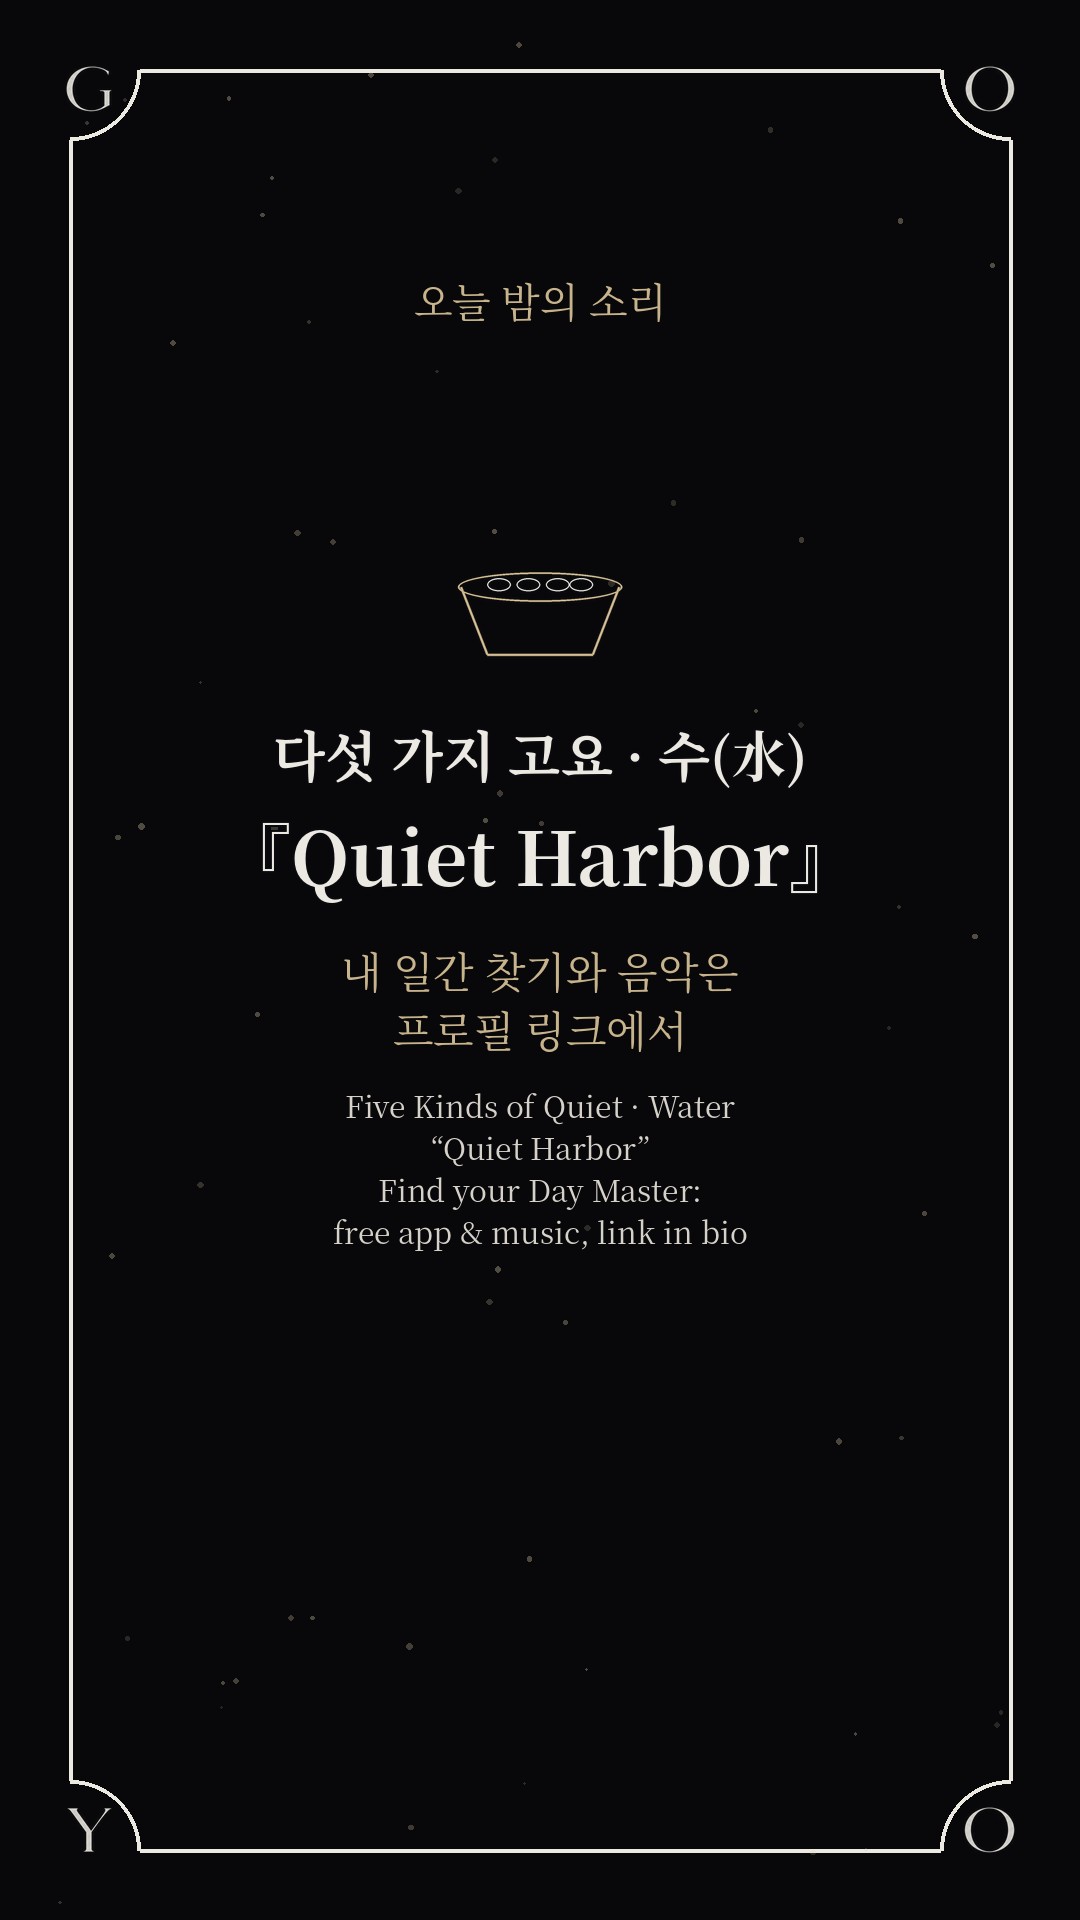 G
O
오늘 밤의 소리
다섯 가지 고요 · 수(水)
『Quiet Harbor』
내 일간 찾기와 음악은
프로필 링크에서
Five Kinds of Quiet · Water
“Quiet Harbor”
Find your Day Master:
free app & music, link in bio
Y
O